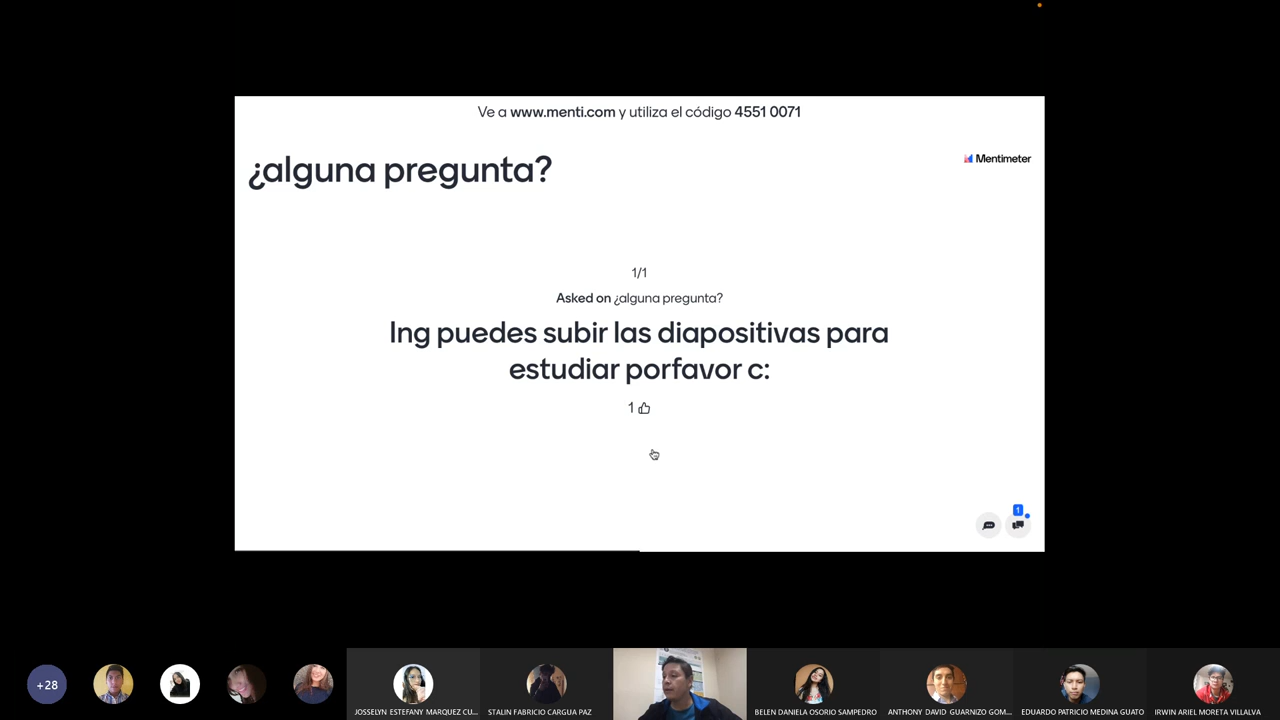 Ve a www.menti.com y utiliza el código 4551 0071
¿alguna pregunta?
Mentimeter
1/1
Asked on ¿alguna pregunta?
Ing puedes subir las diapositivas para
estudiar porfavor c:
1
1
+28
JOSSELYN ESTEFANY MARQUEZ CU...
STALIN FABRICIO CARGUA PAZ
BELEN DANIELA OSORIO SAMPEDRO
ANTHONY DAVID GUARNIZO GOM...
EDUARDO PATRICIO MEDINA GUATO
IRWIN ARIEL MORETA VILLALVA